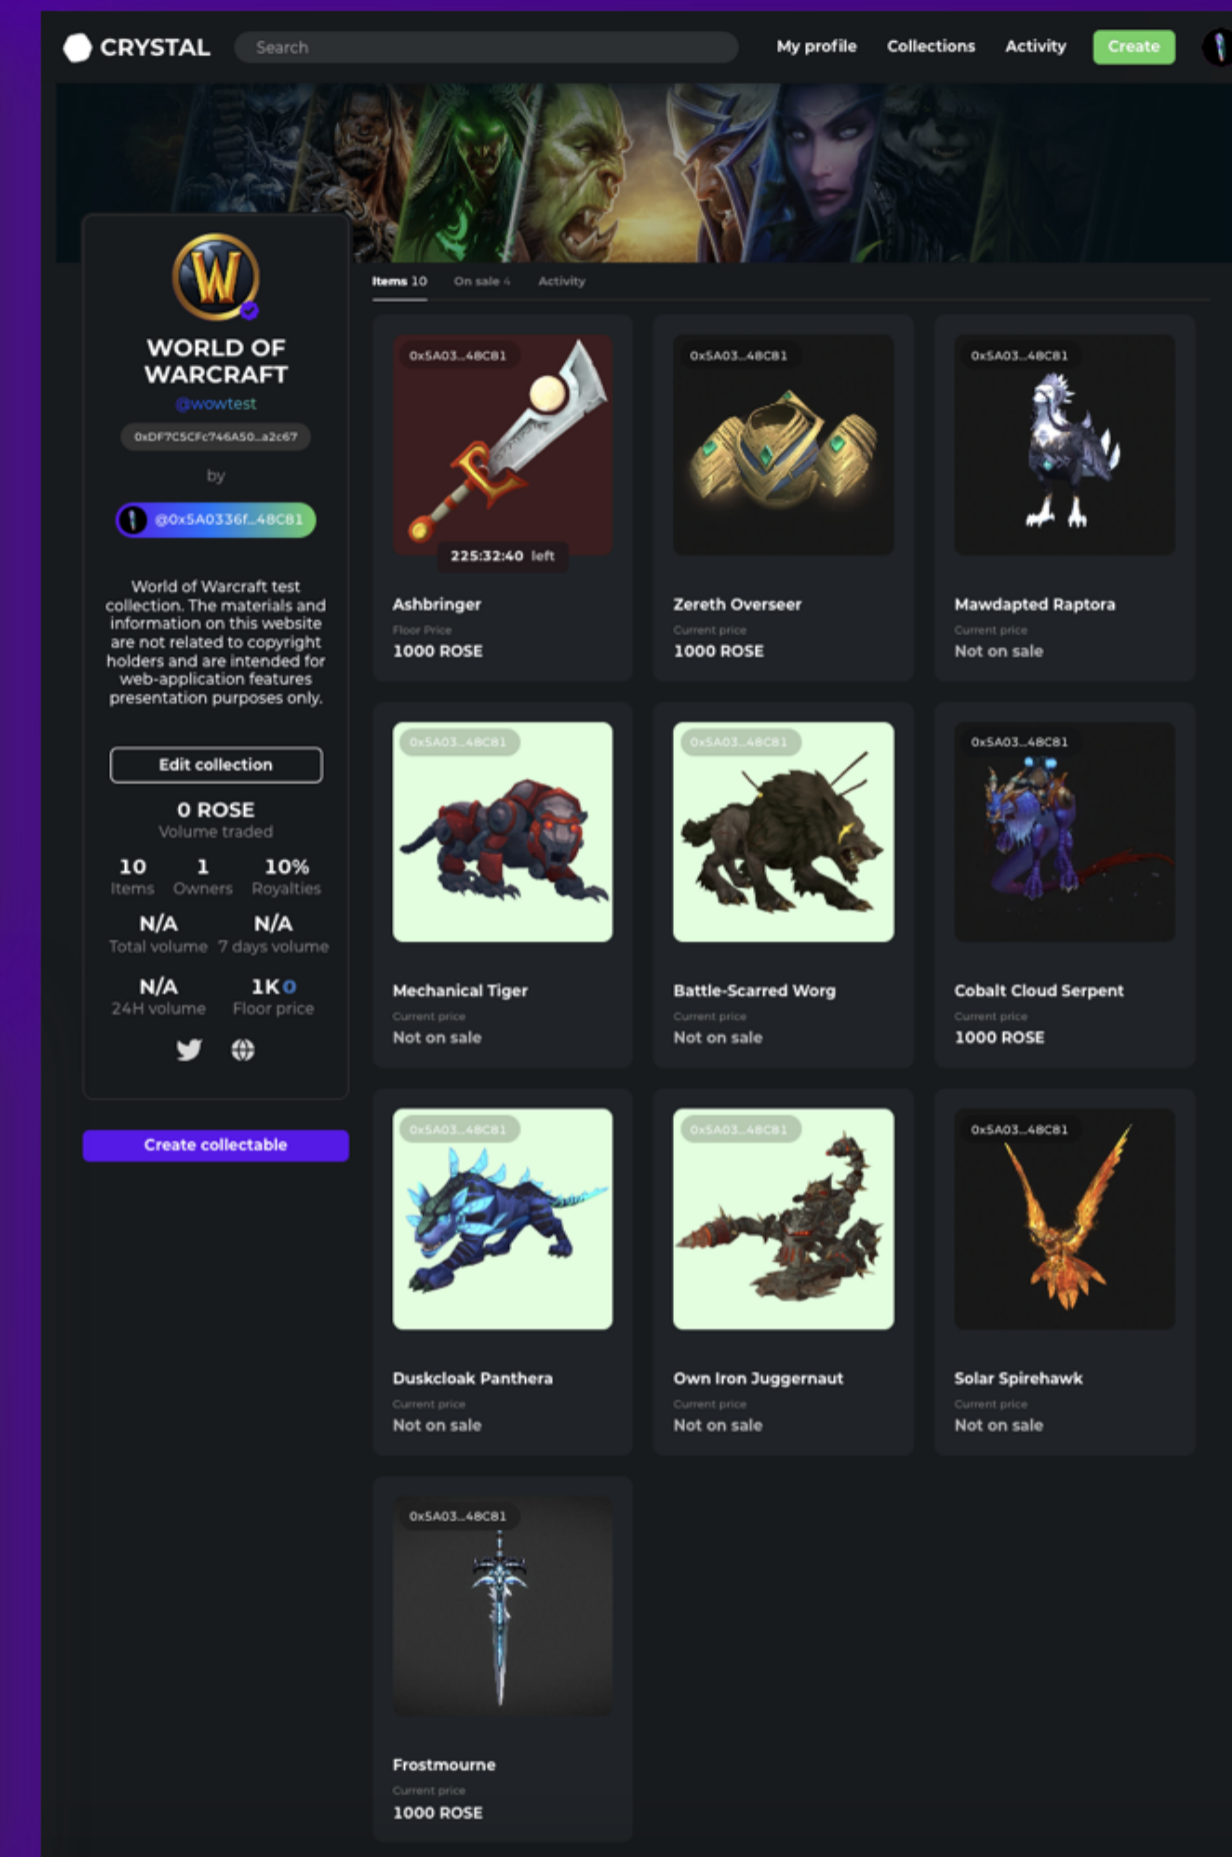 CRYSTAL
Search
My profile
Collections
Activity
Create
W
WORLD OF
WARCRAFT
@wowtest
0xDF7C5CFc746A50...a2c67
by
@0x5A0336f...48C81
World of Warcraft test
collection. The materials and
information on this website
are not related to copyright
holders and are intended for
web-application features
presentation purposes only.
Edit collection
0 ROSE
Volume traded
10
Items
1
Owners
10%
Royalties
N/A
Total volume
N/A
7 days volume
N/A
24H volume
1K
Floor price
Create collectable
Items 10
On sale 4
Activity
0x5A03...48C81
225:32:40 left
Ashbringer
Floor Price
1000 ROSE
0x5A03...48C81
Zereth Overseer
Current price
1000 ROSE
0x5A03...48C81
Mawdapted Raptora
Current price
Not on sale
0x5A03...48C81
Mechanical Tiger
Current price
Not on sale
0x5A03...48C81
Battle-Scarred Worg
Current price
Not on sale
0x5A03...48C81
Cobalt Cloud Serpent
Current price
1000 ROSE
0x5A03...48C81
Duskcloak Panthera
Current price
Not on sale
0x5A03...48C81
Own Iron Juggernaut
Current price
Not on sale
0x5A03...48C81
Solar Spirehawk
Current price
Not on sale
0x5A03...48C81
Frostmourne
Current price
1000 ROSE